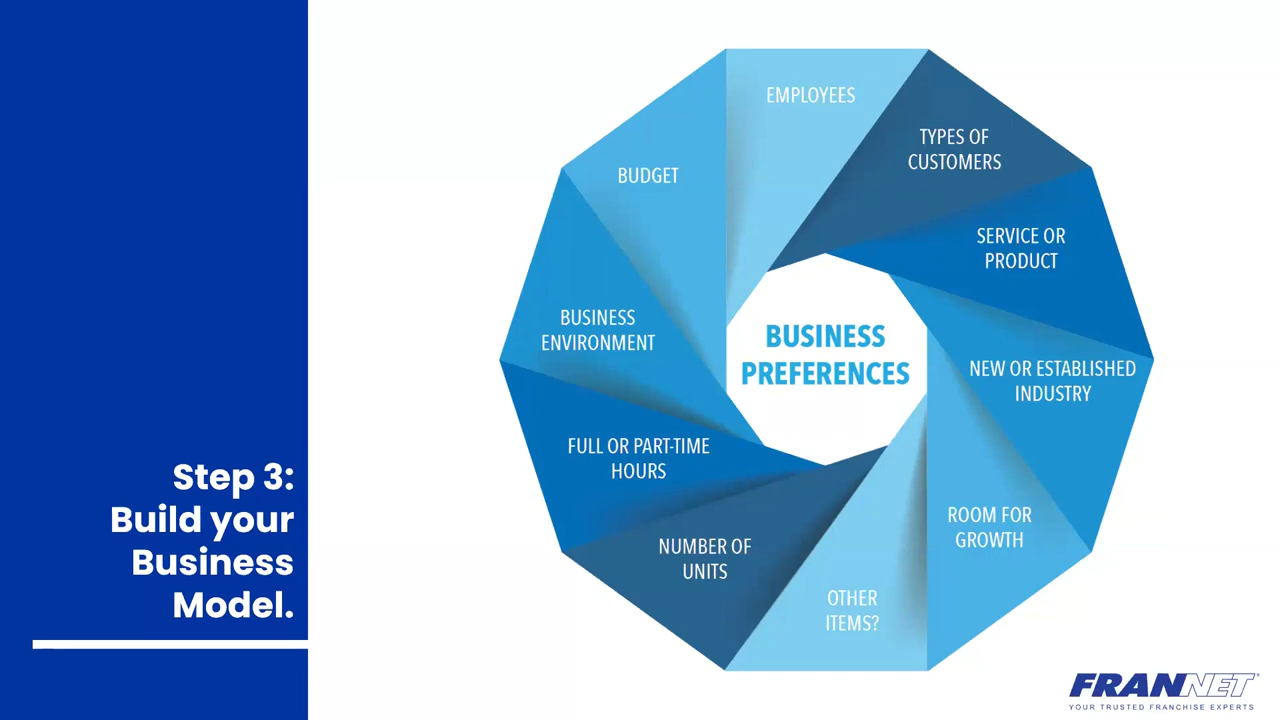 Step 3:
Build your
Business
Model.
EMPLOYEES
TYPES OF
CUSTOMERS
SERVICE OR
PRODUCT
NEW OR ESTABLISHED
INDUSTRY
ROOM FOR
GROWTH
OTHER
ITEMS?
NUMBER OF
UNITS
FULL OR PART-TIME
HOURS
BUSINESS
ENVIRONMENT
BUDGET
BUSINESS
PREFERENCES
FRANNET
YOUR TRUSTED FRANCHISE EXPERTS